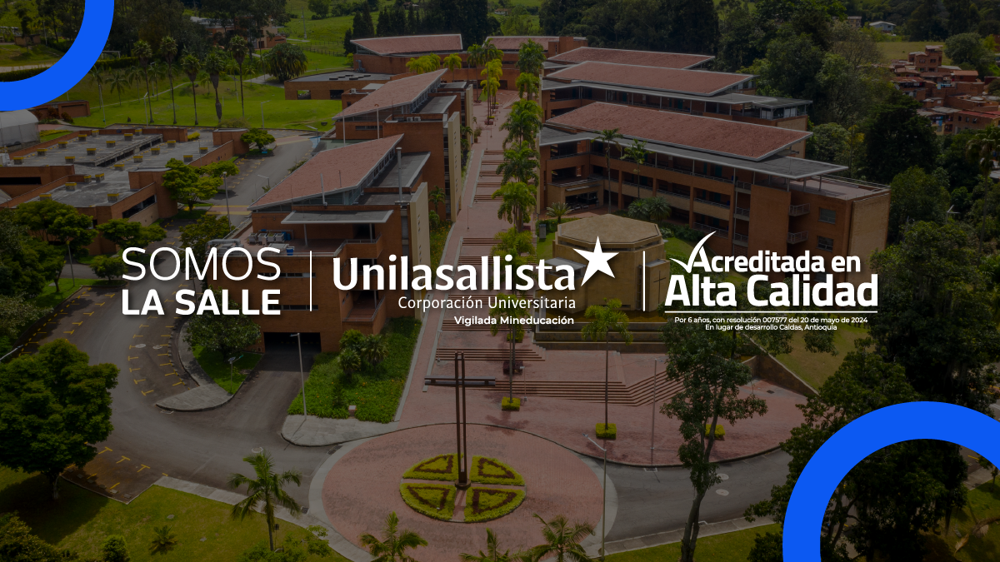 SOMOS
LA SALLE
Unilasallista
Corporación Universitaria
Vigilada Mineducación
Acreditada en
Alta Calidad
Por 6 años, con resolución 007577 del 20 de mayo de 2024
En lugar de desarrollo Caldas, Antioquia